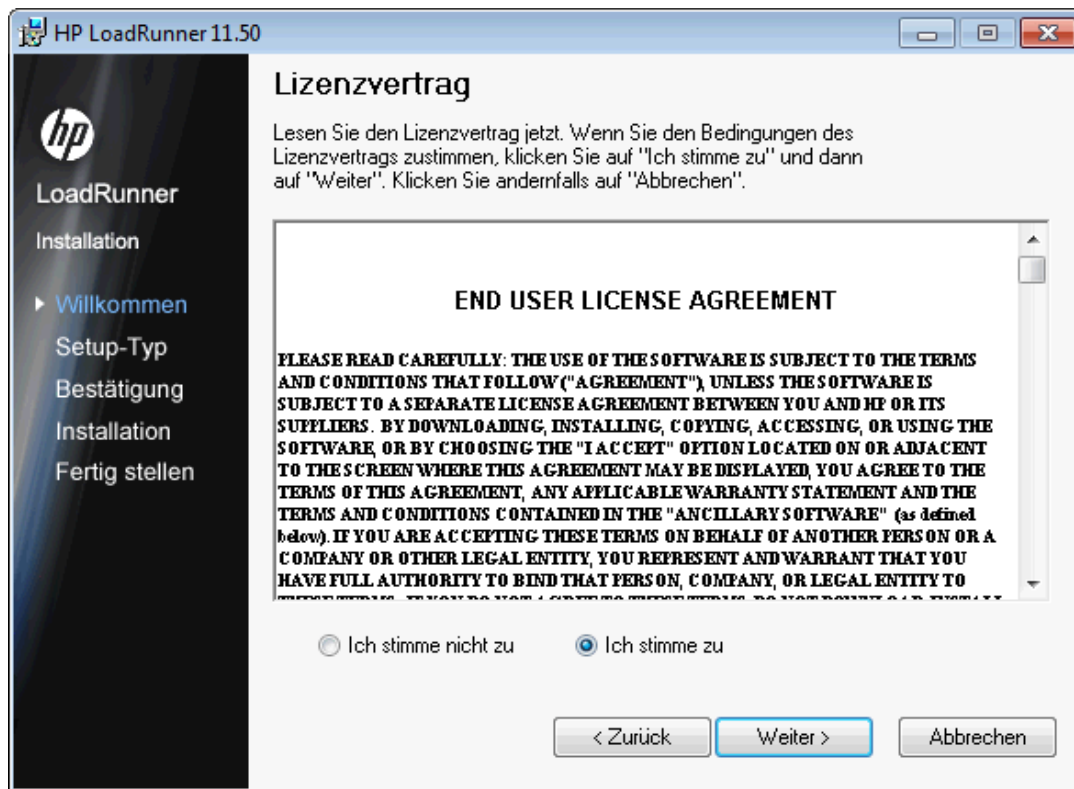 HP LoadRunner 11.50
hp
LoadRunner
Installation
Willkommen
Setup-Typ
Bestätigung
Installation
Fertig stellen
Lizenzvertrag
Lesen Sie den Lizenzvertrag jetzt. Wenn Sie den Bedingungen des
Lizenzvertrags zustimmen, klicken Sie auf "Ich stimme zu" und dann
auf "Weiter". Klicken Sie andernfalls auf "Abbrechen".
END USER LICENSE AGREEMENT
PLEASE READ CAREFULLY: THE USE OF THE SOFTWARE IS SUBJECT TO THE TERMS
AND CONDITIONS THAT FOLLOW ("AGREEMENT"), UNLESS THE SOFTWARE IS
SUBJECT TO A SEPARATE LICENSE AGREEMENT BETWEEN YOU AND HP OR ITS
SUPPLIERS. BY DOWNLOADING, INSTALLING, COPYING, ACCESSING, OR USING THE
SOFTWARE, OR BY CHOOSING THE "I ACCEPT" OPTION LOCATED ON OR ADJACENT
TO THE SCREEN WHERE THIS AGREEMENT MAY BE DISPLAYED, YOU AGREE TO THE
TERMS OF THIS AGREEMENT, ANY APPLICABLE WARRANTY STATEMENT AND THE
TERMS AND CONDITIONS CONTAINED IN THE "ANCILLARY SOFTWARE" (as defined
below). IF YOU ARE ACCEPTING THESE TERMS ON BEHALF OF ANOTHER PERSON OR A
COMPANY OR OTHER LEGAL ENTITY, YOU REPRESENT AND WARRANT THAT YOU
HAVE FULL AUTHORITY TO BIND THAT PERSON, COMPANY, OR LEGAL ENTITY TO
Ich stimme nicht zu
Ich stimme zu
< Zurück
Weiter >
Abbrechen